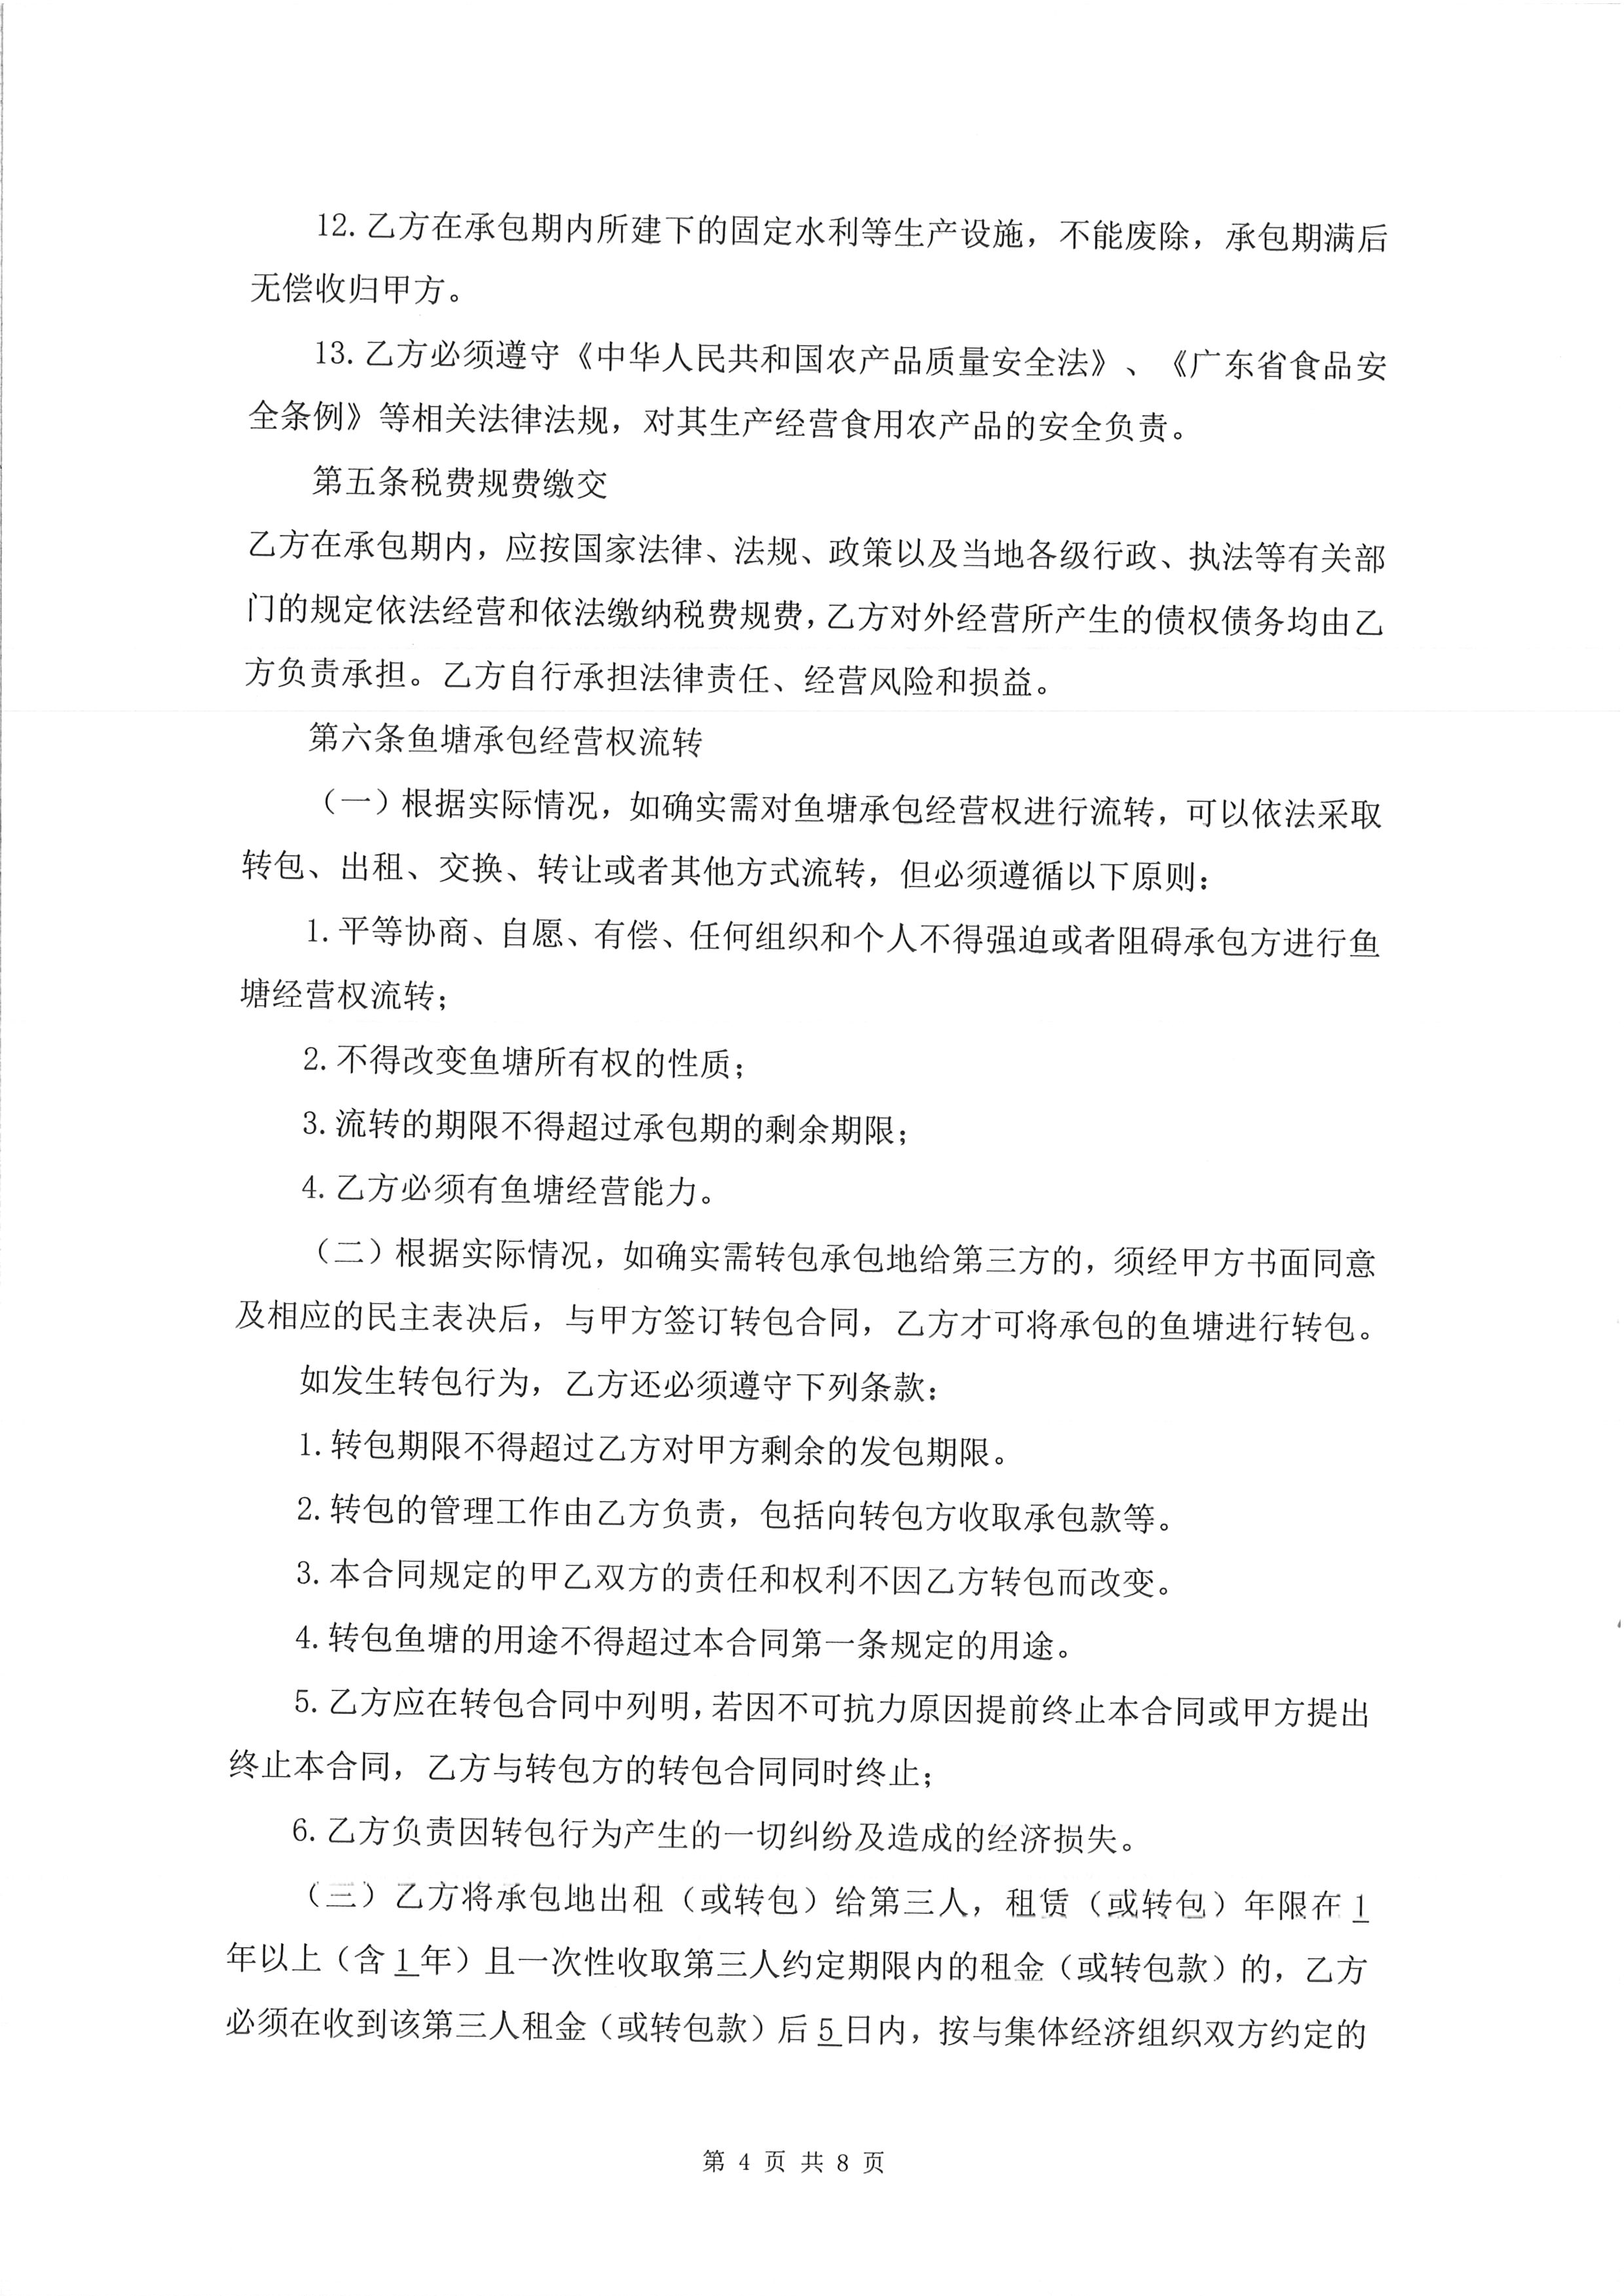 12.乙方在承包期内所建下的固定水利等生产设施，不能废除，承包期满后
无偿收归甲方。
13.乙方必须遵守《中华人民共和国农产品质量安全法》、《广东省食品安
全条例》等相关法律法规，对其生产经营食用农产品的安全负责。
第五条税费规费缴交
乙方在承包期内，应按国家法律、法规、政策以及当地各级行政、执法等有关部
门的规定依法经营和依法缴纳税费规费，乙方对外经营所产生的债权债务均由乙
方负责承担。乙方自行承担法律责任、经营风险和损益。
第六条鱼塘承包经营权流转
（一）根据实际情况，如确实需对鱼塘承包经营权进行流转，可以依法采取
转包、出租、交换、转让或者其他方式流转，但必须遵循以下原则：
1.平等协商、自愿、有偿、任何组织和个人不得强迫或者阻碍承包方进行鱼
塘经营权流转；
2.不得改变鱼塘所有权的性质；
3.流转的期限不得超过承包期的剩余期限；
4.乙方必须有鱼塘经营能力。
（二）根据实际情况，如确实需转包承包地给第三方的，须经甲方书面同意
及相应的民主表决后，与甲方签订转包合同，乙方才可将承包的鱼塘进行转包。
如发生转包行为，乙方还必须遵守下列条款：
1.转包期限不得超过乙方对甲方剩余的发包期限。
2.转包的管理工作由乙方负责，包括向转包方收取承包款等。
3.本合同规定的甲乙双方的责任和权利不因乙方转包而改变。
4.转包鱼塘的用途不得超过本合同第一条规定的用途。
5.乙方应在转包合同中列明，若因不可抗力原因提前终止本合同或甲方提出
终止本合同，乙方与转包方的转包合同同时终止；
6.乙方负责因转包行为产生的一切纠纷及造成的经济损失。
（三）乙方将承包地出租（或转包）给第三人，租赁（或转包）年限在 1
年以上（含 1 年）且一次性收取第三人约定期限内的租金（或转包款）的，乙方
必须在收到该第三人租金（或转包款）后 5 日内，按与集体经济组织双方约定的
第 4 页 共 8 页